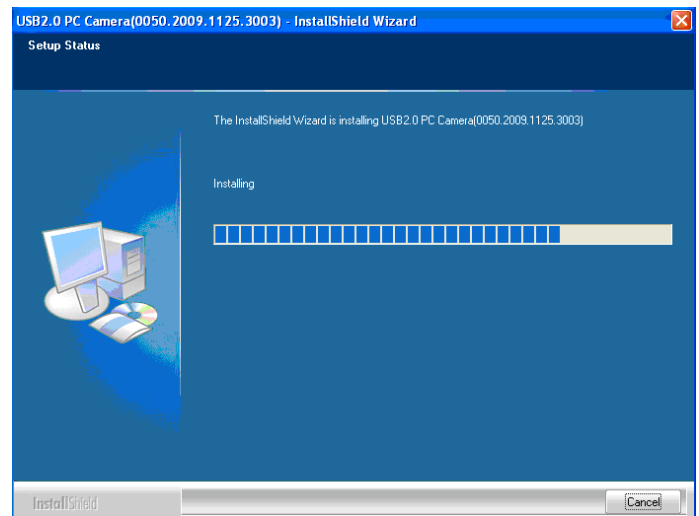 USB2.0 PC Camera(0050.2009.1125.3003) - InstallShield Wizard
Setup Status
The InstallShield Wizard is installing USB2.0 PC Camera(0050.2009.1125.3003)
Installing
InstallShield
Cancel